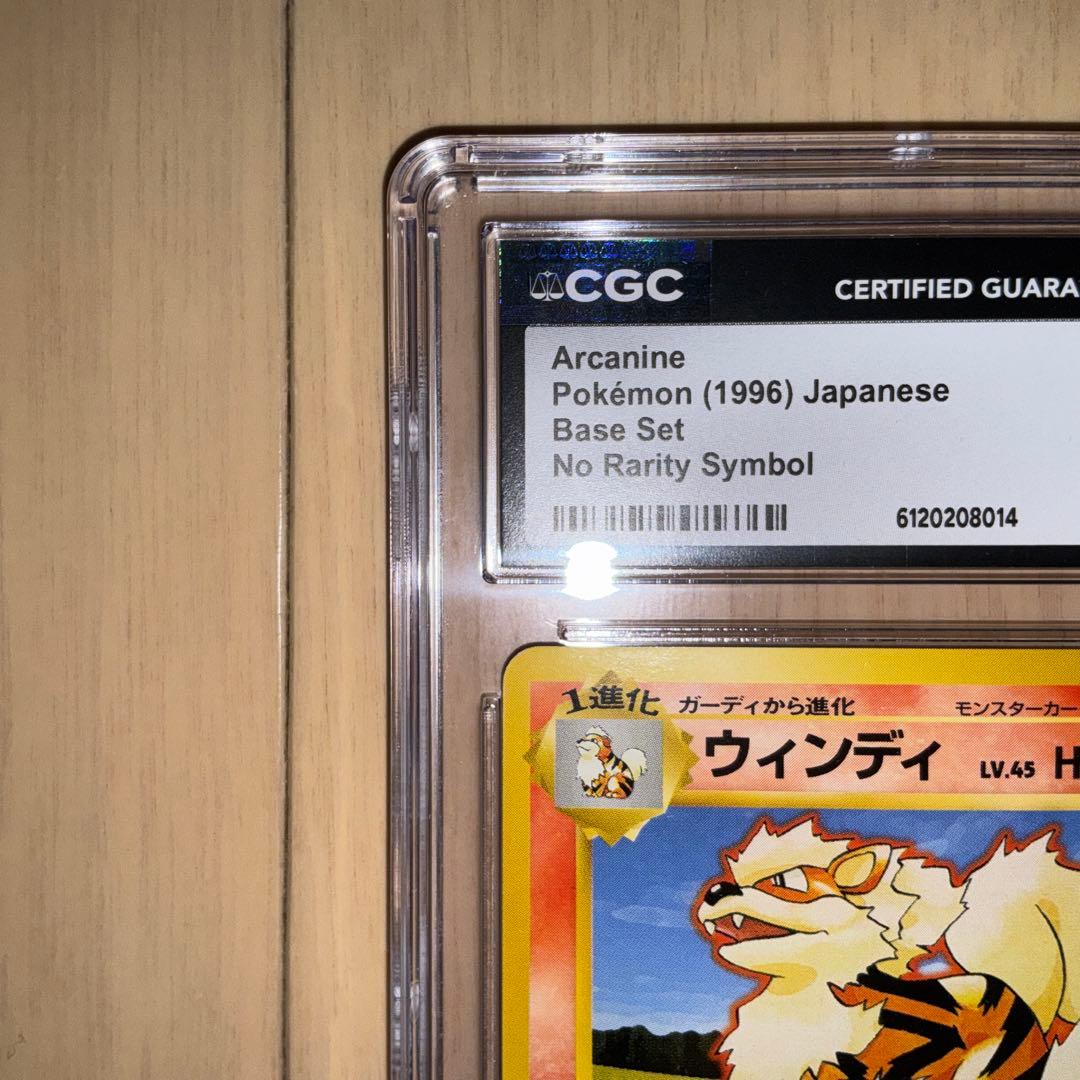 CGC
CERTIFIED GUARA
Arcanine
Pokémon (1996) Japanese
Base Set
No Rarity Symbol
6120208014
1進化 ガーディから進化 モンスターカー
ウィンディ LV.45 H